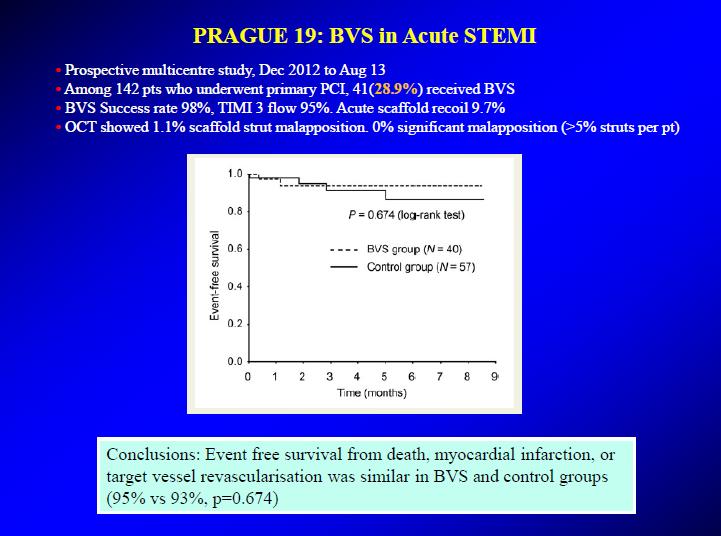 PRAGUE 19: BVS in Acute STEMI
• Prospective multicentre study, Dec 2012 to Aug 13
• Among 142 pts who underwent primary PCI, 41(28.9%) received BVS
• BVS Success rate 98%, TIMI 3 flow 95%. Acute scaffold recoil 9.7%
• OCT showed 1.1% scaffold strut malapposition. 0% significant malapposition (>5% struts per pt)
1.0
0.8
0.6
0.4
0.2
0.0
Event-free survival
P = 0.674 (log-rank test)
BVS group (N = 40)
Control group (N = 57)
0 1 2 3 4 5 6 7 8 9
Time (months)
Conclusions: Event free survival from death, myocardial infarction, or
target vessel revascularisation was similar in BVS and control groups
(95% vs 93%, p=0.674)